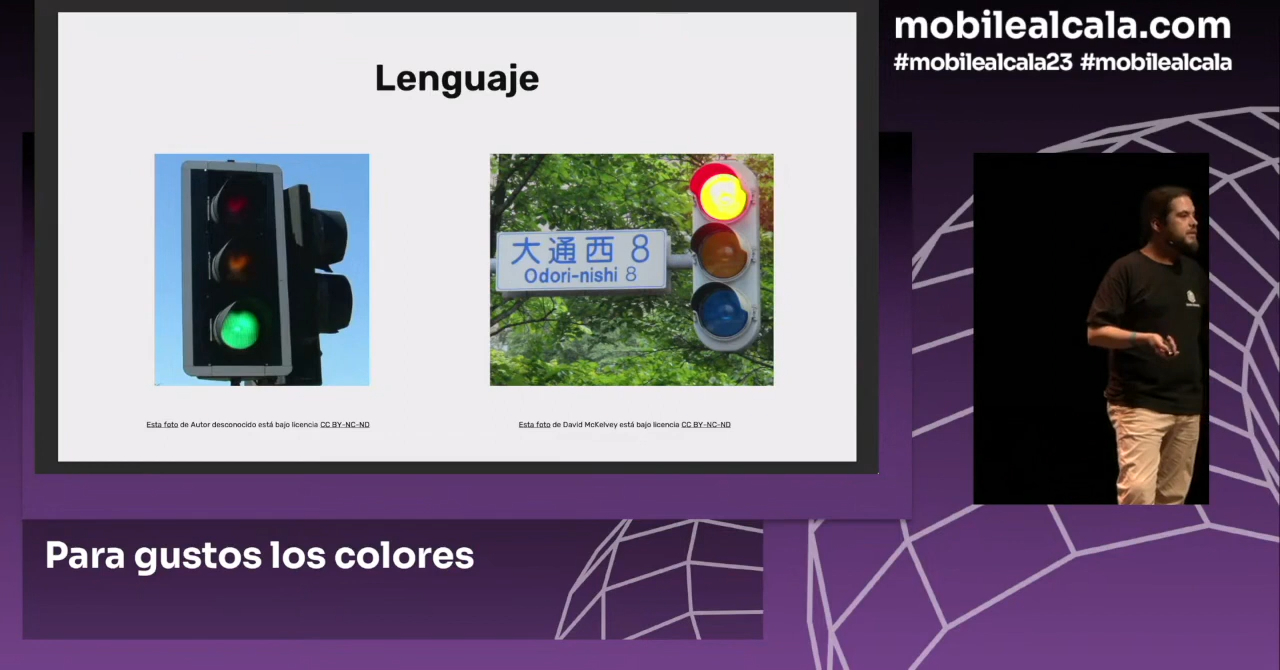 mobilealcala.com
#mobilealcala23 #mobilealcala
Lenguaje
大通西 8
Odori-nishi 8
Esta foto de Autor desconocido está bajo licencia CC BY-NC-ND
Esta foto de David McKelvey está bajo licencia CC BY-NC-ND
Para gustos los colores